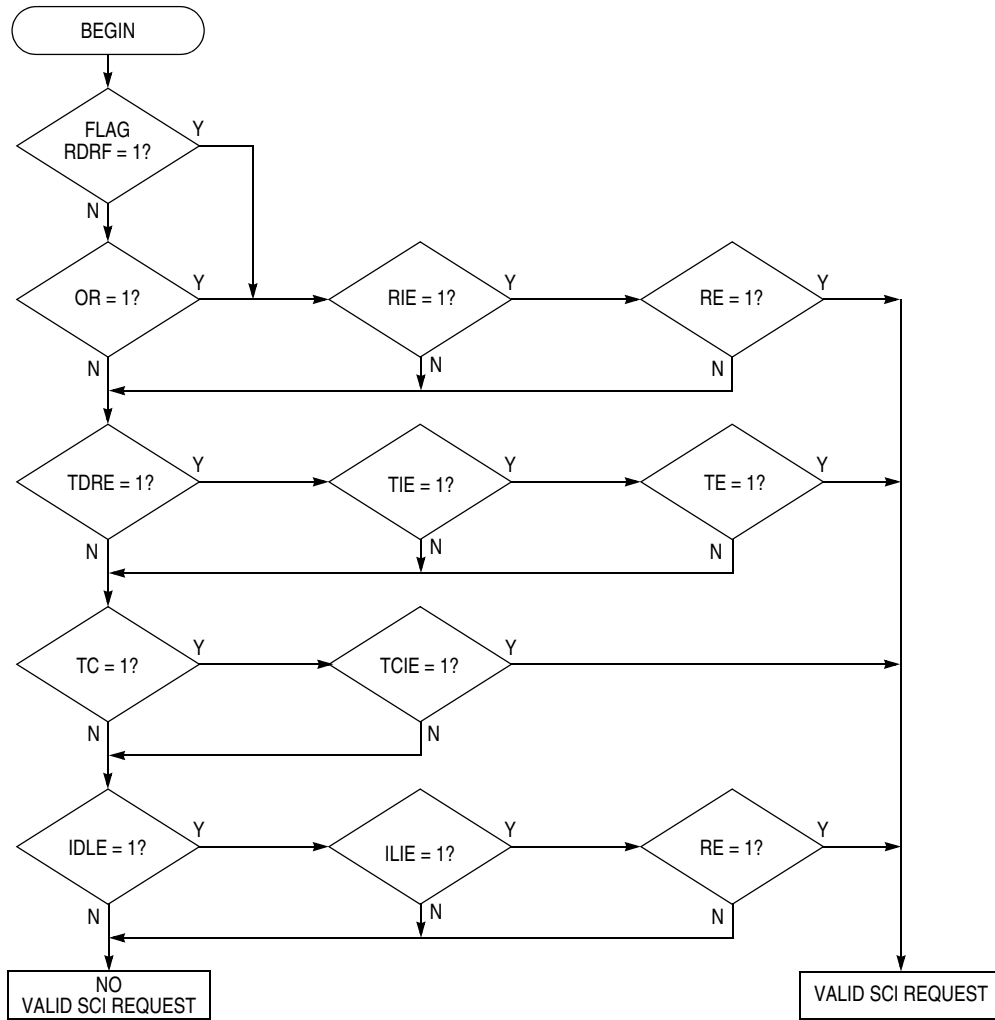 BEGIN
FLAG
RDRF = 1?
Y
N
OR = 1?
Y
N
RIE = 1?
Y
N
RE = 1?
Y
N
TDRE = 1?
Y
N
TIE = 1?
Y
N
TE = 1?
Y
N
TC = 1?
Y
N
TCIE = 1?
Y
N
IDLE = 1?
Y
N
ILIE = 1?
Y
N
RE = 1?
Y
N
NO
VALID SCI REQUEST
VALID SCI REQUEST